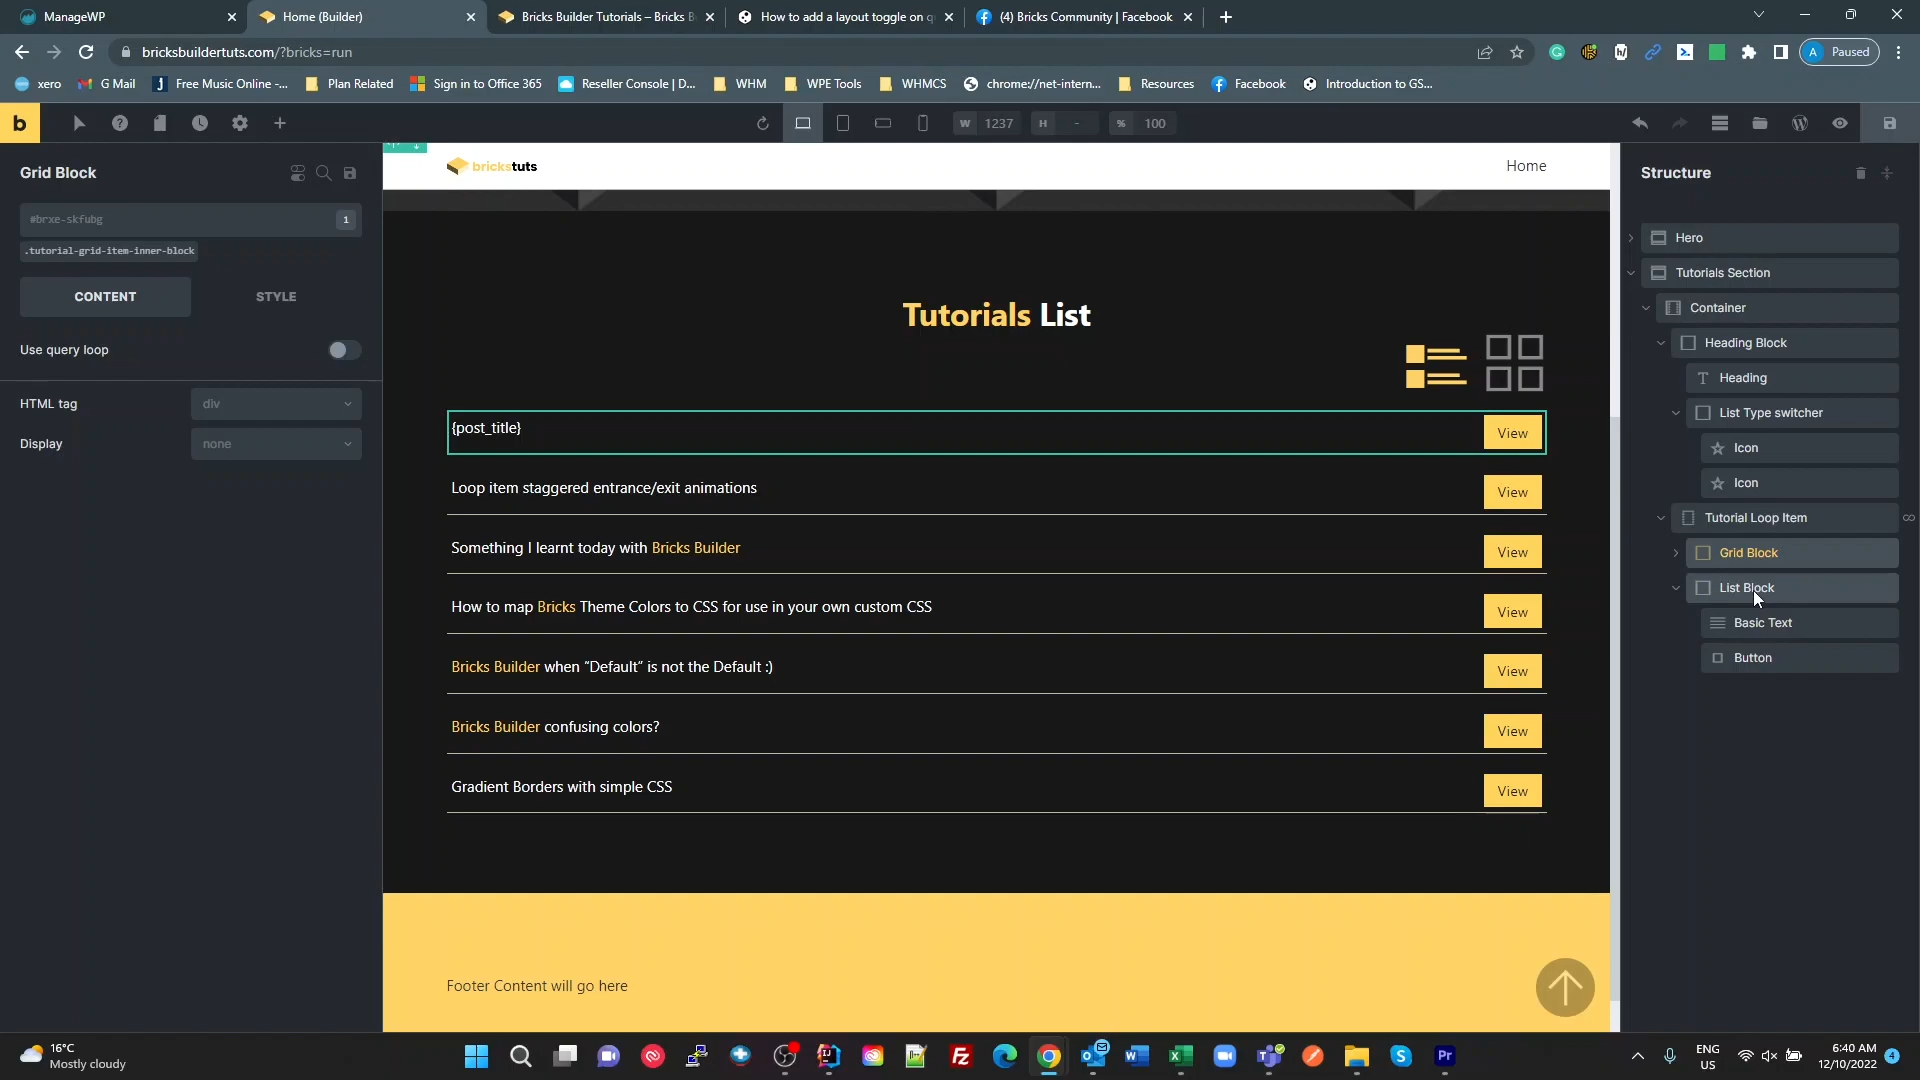 ManageWP
Home (Builder)
Bricks Builder Tutorials – Bricks B
How to add a layout toggle on q
(4) Bricks Community | Facebook
bricksbuildertuts.com/?bricks=run
A Paused
xero
G Mail
Free Music Online -...
Plan Related
Sign in to Office 365
Reseller Console | D...
WHM
WPE Tools
WHMCS
chrome://net-intern...
Resources
Facebook
Introduction to GS...
b
W 1237
H -
% 100
Grid Block
#brxe-skfubg
1
.tutorial-grid-item-inner-block
CONTENT
STYLE
Use query loop
HTML tag
div
Display
none
brickstuts
Home
Tutorials List
{post_title}
View
Loop item staggered entrance/exit animations
View
Something I learnt today with Bricks Builder
View
How to map Bricks Theme Colors to CSS for use in your own custom CSS
View
Bricks Builder when “Default” is not the Default :)
View
Bricks Builder confusing colors?
View
Gradient Borders with simple CSS
View
Footer Content will go here
Structure
Hero
Tutorials Section
Container
Heading Block
Heading
List Type switcher
Icon
Icon
Tutorial Loop Item
Grid Block
List Block
Basic Text
Button
16°C
Mostly cloudy
ENG
US
6:40 AM
12/10/2022
4